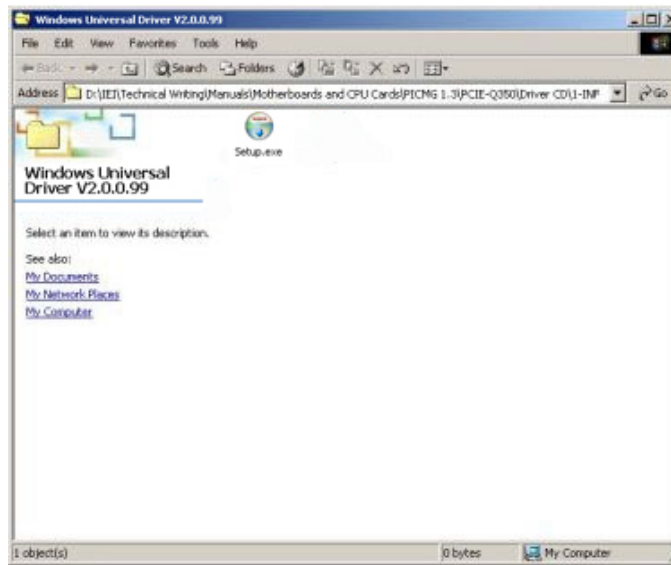 Windows Universal Driver V2.0.0.99
File Edit View Favorites Tools Help
Back Search Folders
Address D:\IEI\Technical Writing\Manuals\Motherboards and CPU Cards\PICMG 1.3\PCIE-Q350\Driver CD\1-INF Go
Setup.exe
Windows Universal
Driver V2.0.0.99
Select an item to view its description.
See also:
My Documents
My Network Places
My Computer
1 object(s) 0 bytes My Computer